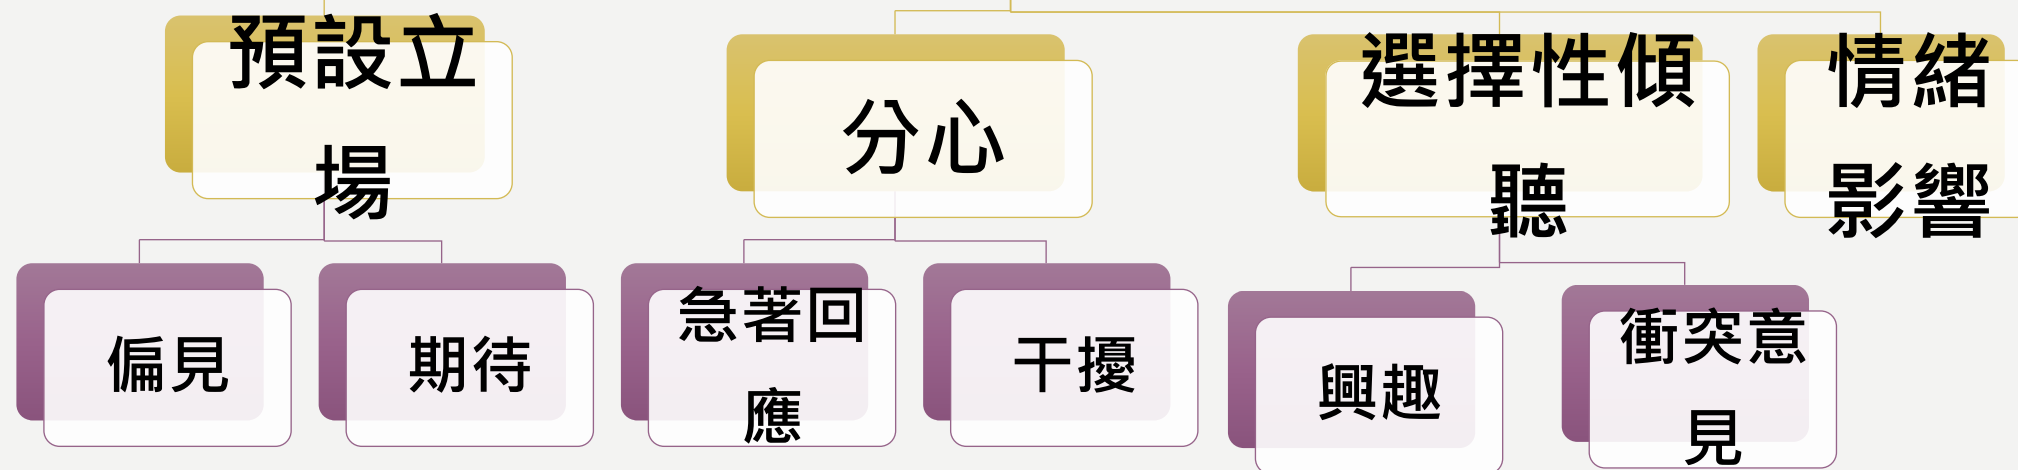 預設立
場
分心
選擇性傾
聽
情緒
影響
偏見
期待
急著回
應
干擾
興趣
衝突意
見